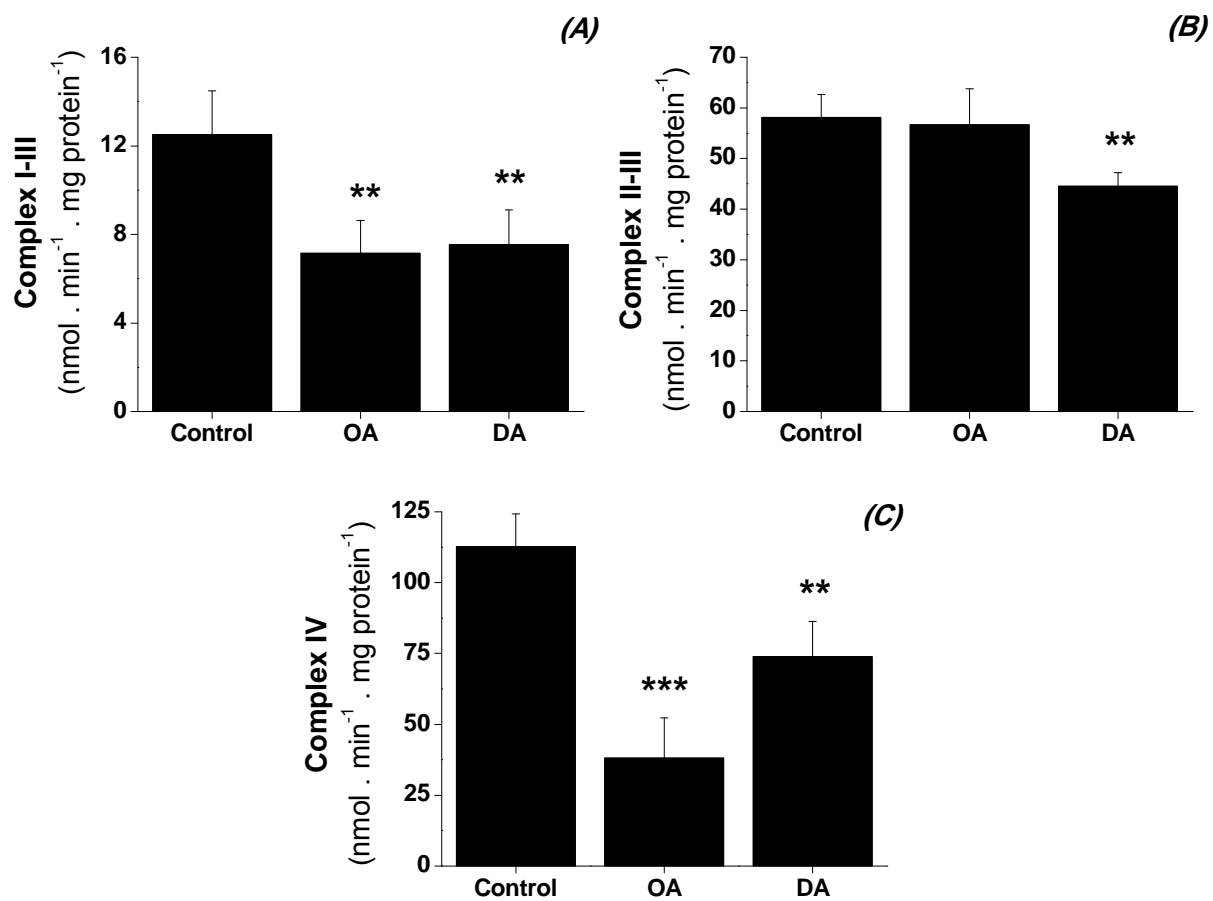 (A)
Complex I-III
(nmol . min⁻¹ . mg protein⁻¹)
16
12
8
4
0
**
**
Control OA DA
(B)
Complex II-III
(nmol . min⁻¹ . mg protein⁻¹)
70
60
50
40
30
20
10
0
**
Control OA DA
(C)
Complex IV
(nmol . min⁻¹ . mg protein⁻¹)
125
100
75
50
25
0
***
**
Control OA DA